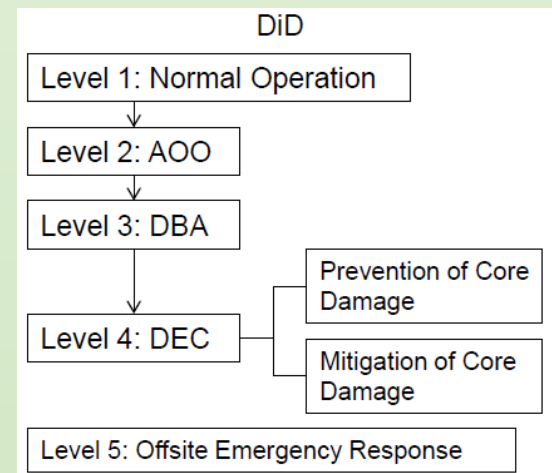 DiD
Level 1: Normal Operation
Level 2: AOO
Level 3: DBA
Level 4: DEC
Prevention of Core
Damage
Mitigation of Core
Damage
Level 5: Offsite Emergency Response